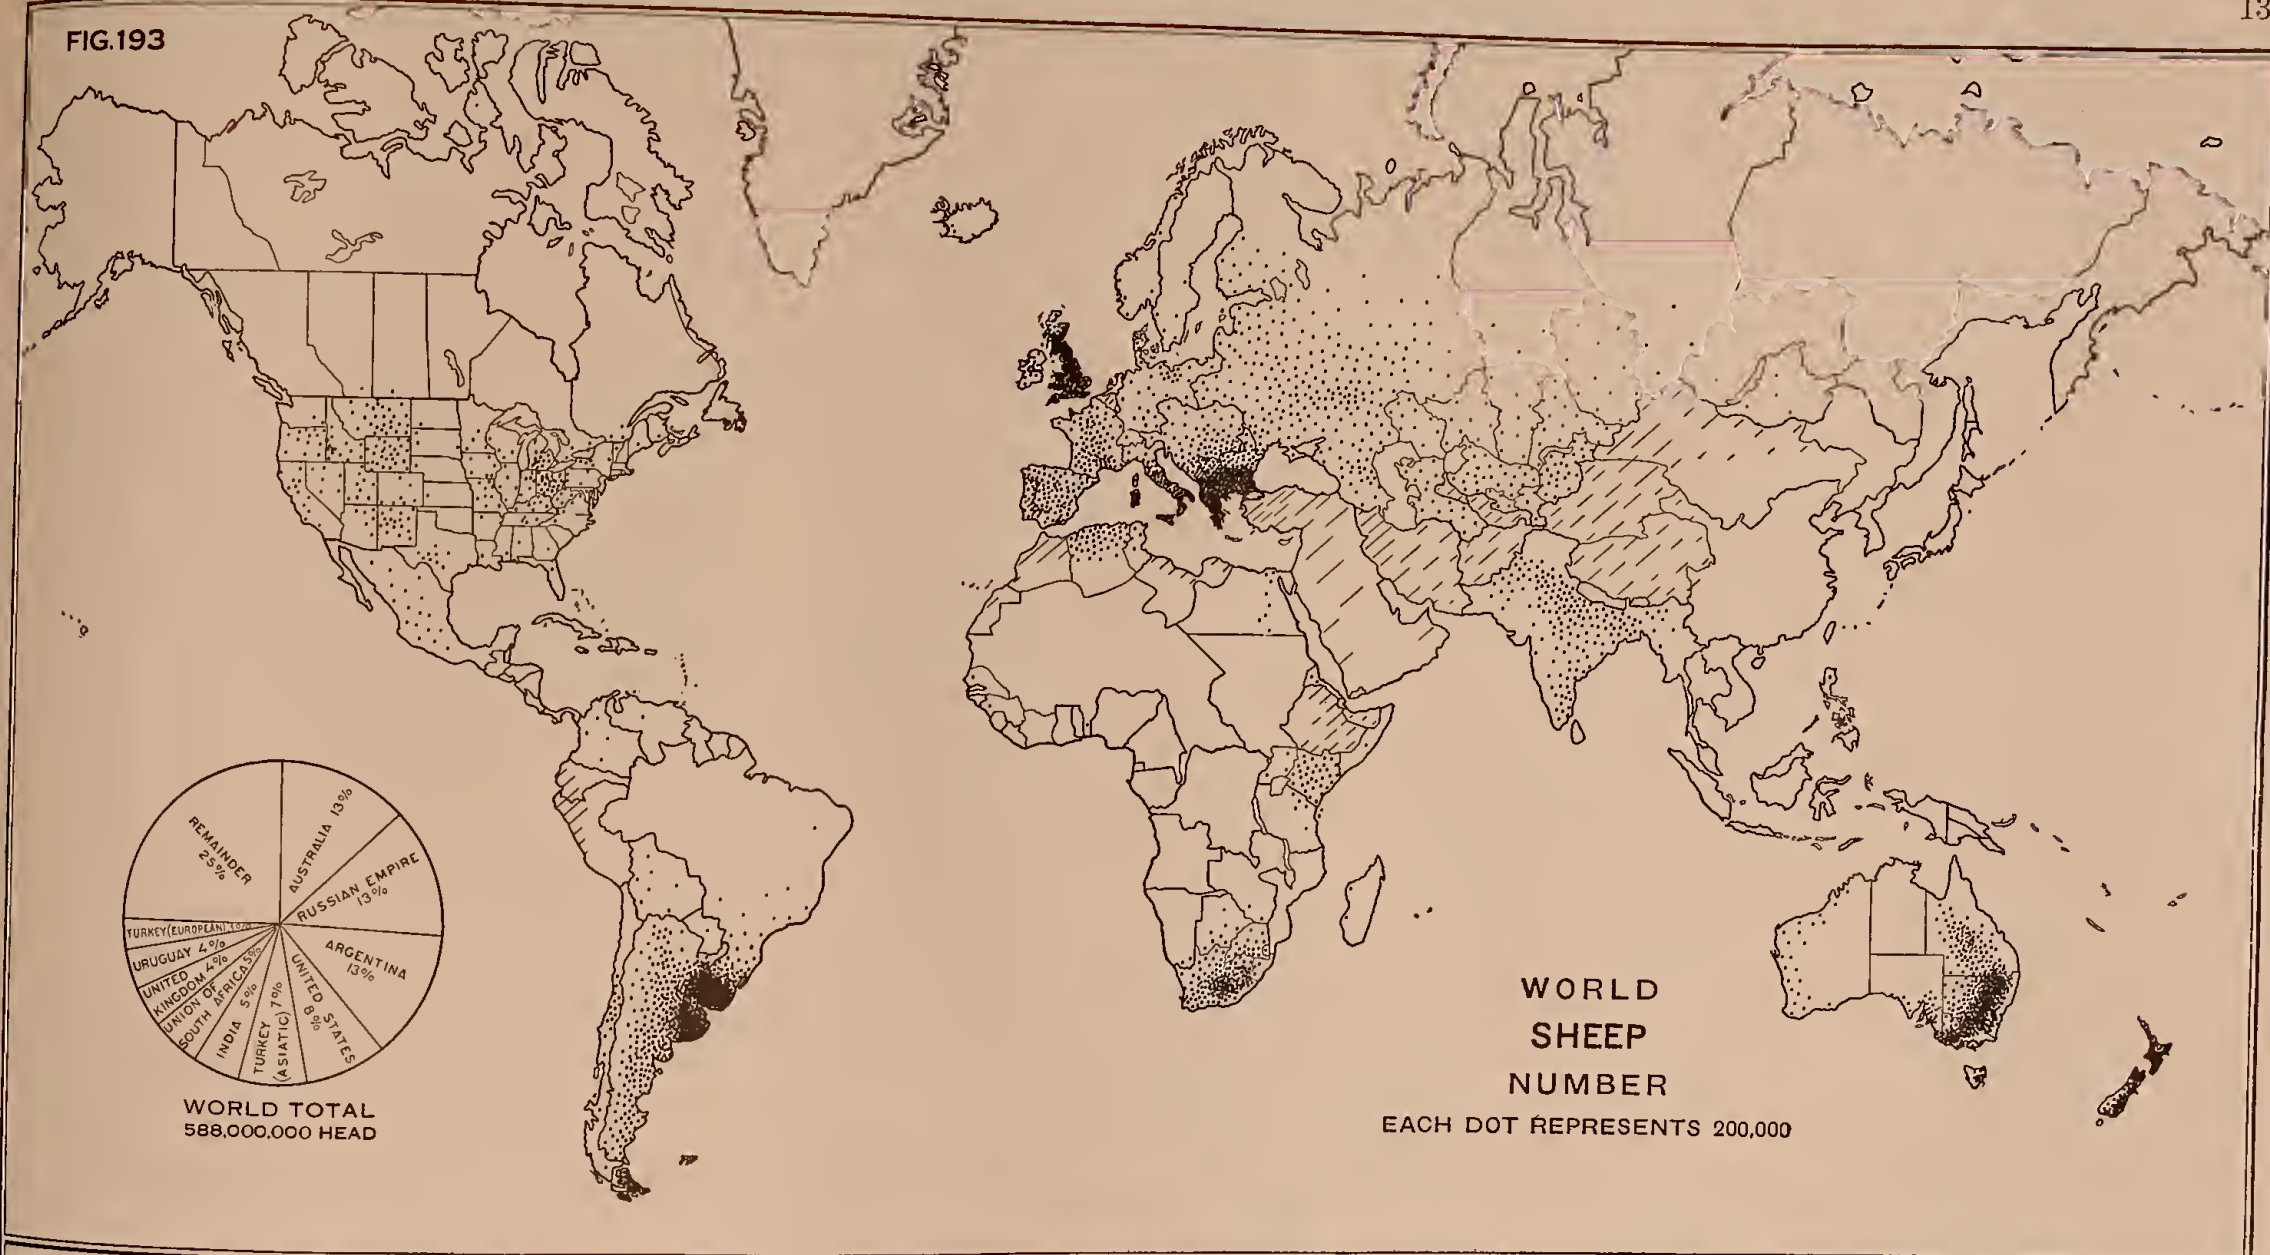 13
FIG.193
REMAINDER
25%
AUSTRALIA 13%
RUSSIAN EMPIRE
13%
ARGENTINA
13%
UNITED STATES
8%
TURKEY
(ASIATIC) 7%
INDIA 5%
UNION OF
SOUTH AFRICA 5%
UNITED
KINGDOM 4%
URUGUAY 4%
TURKEY (EUROPEAN)
WORLD TOTAL
588,000,000 HEAD
WORLD
SHEEP
NUMBER
EACH DOT REPRESENTS 200,000